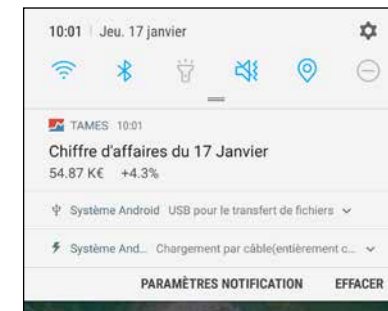 10:01 Jeu. 17 janvier
TAMES 10:01
Chiffre d'affaires du 17 Janvier
54.87 K€ +4.3%
Système Android USB pour le transfert de fichiers
Système And... Chargement par câble(entièrement c...
PARAMÈTRES NOTIFICATION EFFACER